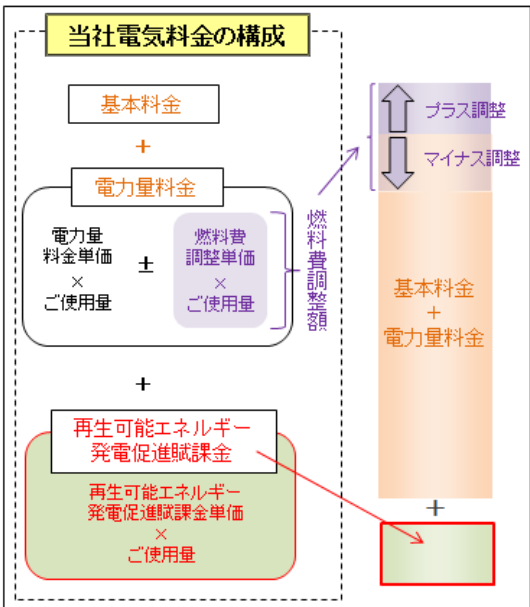 当社電気料金の構成
基本料金
+
電力量料金
電力量
料金単価
×
ご使用量
±
燃料費
調整単価
×
ご使用量
燃料費調整額
+
再生可能エネルギー
発電促進賦課金
再生可能エネルギー
発電促進賦課金単価
×
ご使用量
プラス調整
マイナス調整
基本料金
+
電力量料金
+